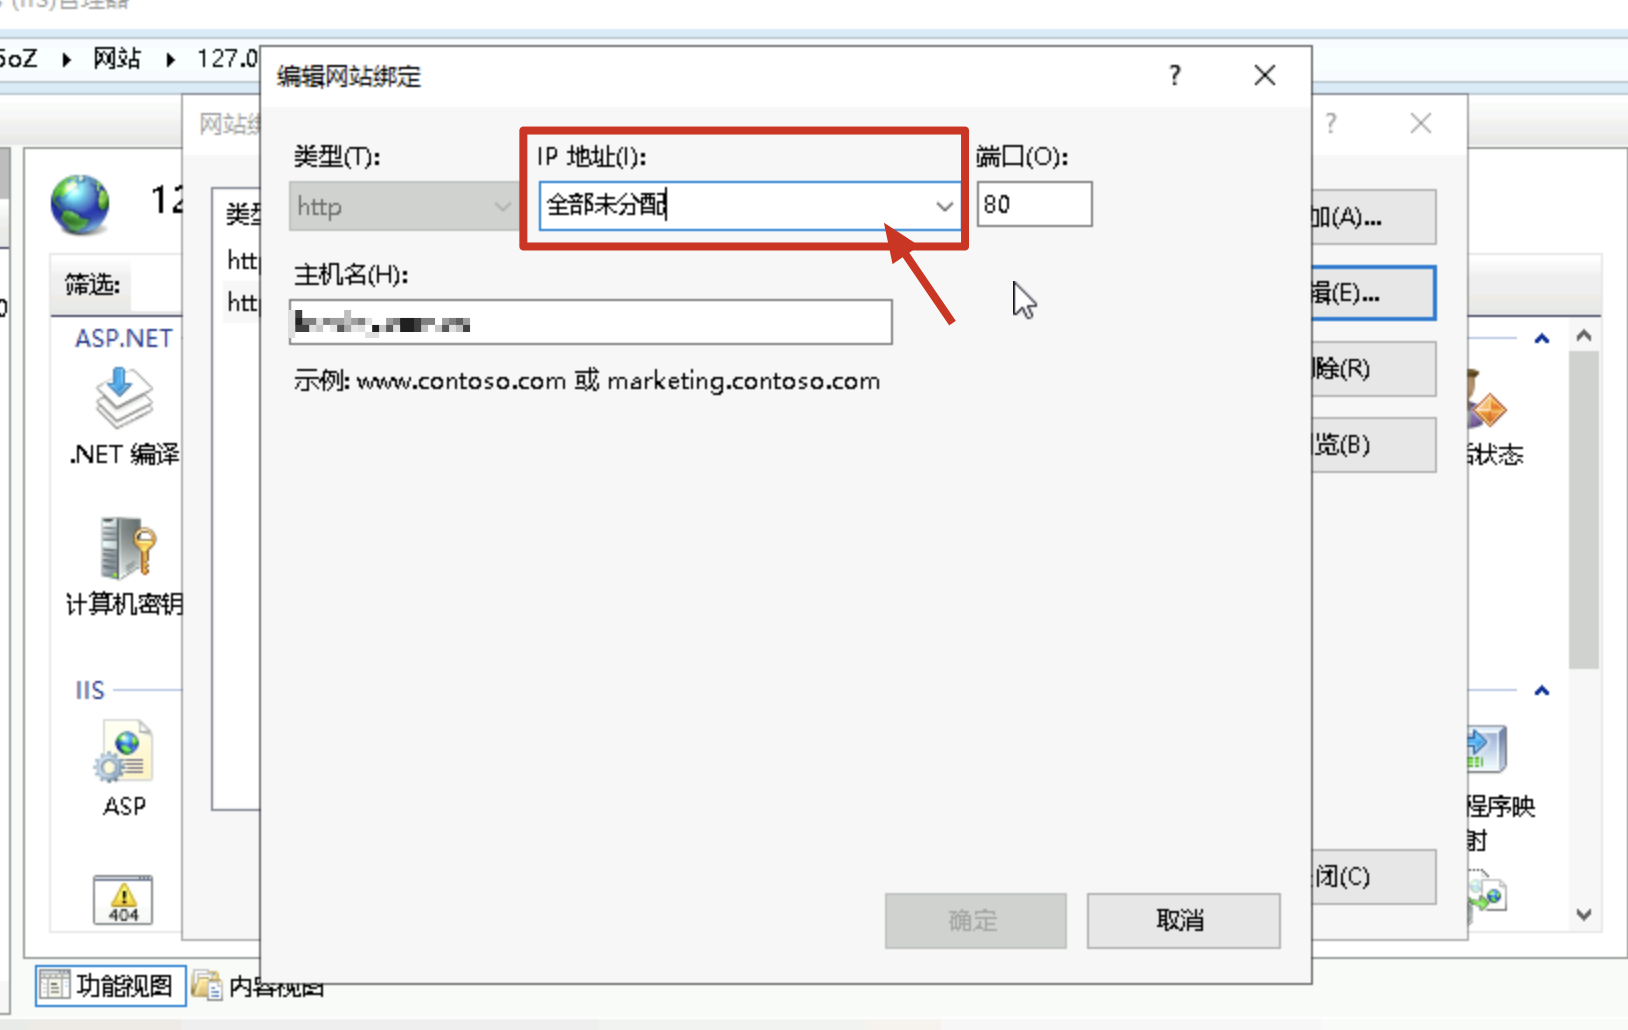 5oZ 网站 127.0
编辑网站绑定 ?
网站绑 ?
类型(T): IP 地址(I): 端口(O):
http 全部未分配 80
主机名(H):
示例: www.contoso.com 或 marketing.contoso.com
确定 取消
12
类型
http
http
加(A)...
辑(E)...
除(R)
览(B)
闭(C)
筛选:
ASP.NET
.NET 编译
计算机密钥
IIS
ASP
404
状态
程序映
射
功能视图 内容视图